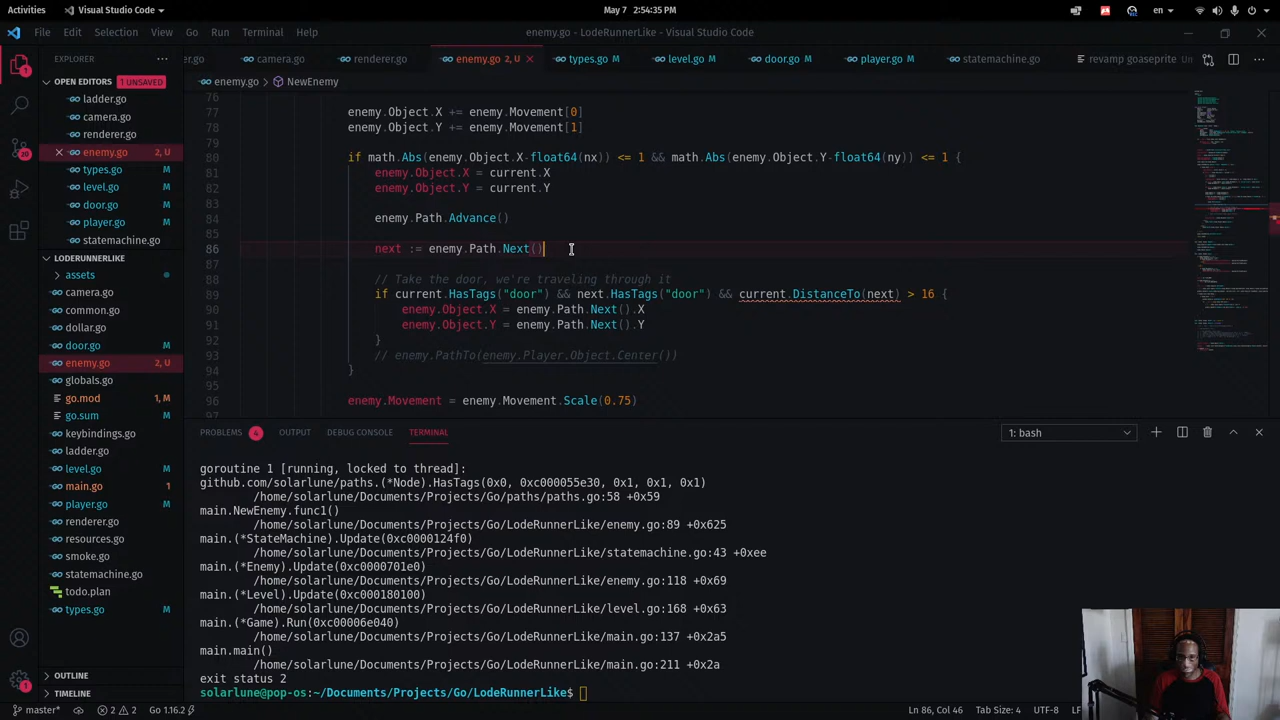 Activities
Visual Studio Code
May 7 2:54:35 PM
en
File Edit Selection View Go Run Terminal Help
enemy.go - LodeRunnerLike - Visual Studio Code
EXPLORER
er.go
camera.go
renderer.go
enemy.go 2, U
types.go M
level.go M
door.go M
player.go M
statemachine.go
revamp goaseprite
OPEN EDITORS 1 UNSAVED
enemy.go > NewEnemy
ladder.go
camera.go
renderer.go
enemy.go 2, U
types.go M
level.go M
door.go M
player.go M
statemachine.go
LODERUNNERLIKE
assets
camera.go
common.go
dollar.go
door.go M
enemy.go 2, U
globals.go
go.mod 1, M
go.sum M
keybindings.go
ladder.go
level.go M
main.go 1
player.go M
renderer.go
resources.go
smoke.go
statemachine.go
todo.plan
types.go M
OUTLINE
TIMELINE
76
77 enemy.Object.X += enemy.Movement[0]
78 enemy.Object.Y += enemy.Movement[1]
80 if math.Abs(enemy.Object.X-float64(nx)) <= 1 && math.Abs(enemy.Object.Y-float64(ny)) <= 1 {
81 enemy.Object.X = current.X
82 enemy.Object.Y = current.Y
83
84 enemy.Path.Advance()
85
86 next := enemy.Path.Next()
87
88 // Take the door, we're traveling through it
89 if current.HasTags("door") && next.HasTags("door") && current.DistanceTo(next) > 16 {
90 enemy.Object.X = enemy.Path.Next().X
91 enemy.Object.Y = enemy.Path.Next().Y
92 }
93 // enemy.PathTo(enemy.Player.Object.Center())
94 }
95
96 enemy.Movement = enemy.Movement.Scale(0.75)
97
PROBLEMS 4 OUTPUT DEBUG CONSOLE TERMINAL
1: bash
goroutine 1 [running, locked to thread]:
github.com/solarlune/paths.(*Node).HasTags(0x0, 0xc000055e30, 0x1, 0x1, 0x1)
/home/solarlune/Documents/Projects/Go/paths/paths.go:58 +0x59
main.NewEnemy.func1()
/home/solarlune/Documents/Projects/Go/LodeRunnerLike/enemy.go:89 +0x625
main.(*StateMachine).Update(0xc0000124f0)
/home/solarlune/Documents/Projects/Go/LodeRunnerLike/statemachine.go:43 +0xee
main.(*Enemy).Update(0xc0000701e0)
/home/solarlune/Documents/Projects/Go/LodeRunnerLike/enemy.go:118 +0x69
main.(*Level).Update(0xc000180100)
/home/solarlune/Documents/Projects/Go/LodeRunnerLike/level.go:168 +0x63
main.(*Game).Run(0xc00006e040)
/home/solarlune/Documents/Projects/Go/LodeRunnerLike/main.go:137 +0x2a5
main.main()
/home/solarlune/Documents/Projects/Go/LodeRunnerLike/main.go:211 +0x2a
exit status 2
solarlune@pop-os:~/Documents/Projects/Go/LodeRunnerLike$
1
20
1
master*
2 2
Go 1.16.2
Ln 86, Col 46 Tab Size: 4 UTF-8 LF